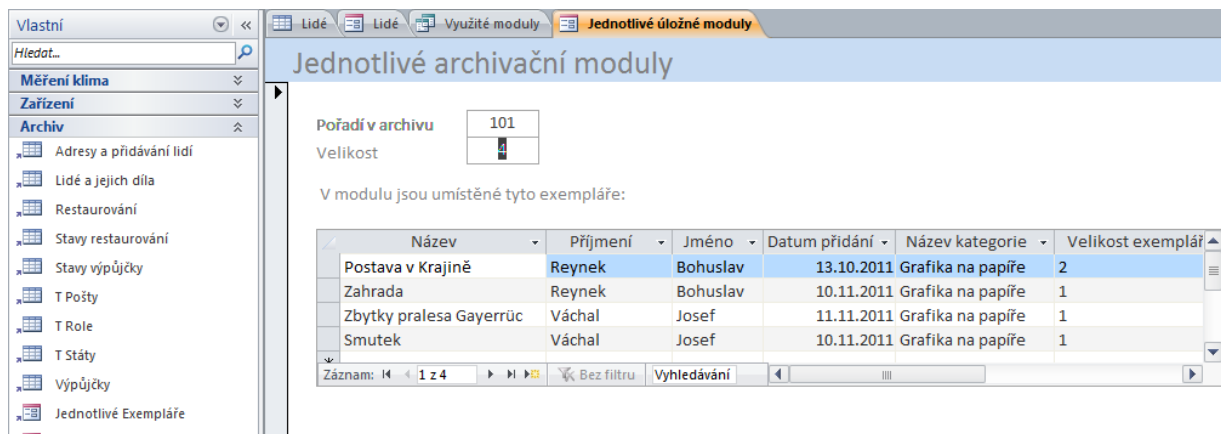 Vlastní
Hledat...
Měření klima
Zařízení
Archiv
Adresy a přidávání lidí
Lidé a jejich díla
Restaurování
Stavy restaurování
Stavy výpůjčky
T Pošty
T Role
T Státy
Výpůjčky
Jednotlivé Exempláře
Lidé Lidé Využité moduly Jednotlivé úložné moduly
Jednotlivé archivační moduly
Pořadí v archivu 101
Velikost 4
V modulu jsou umístěné tyto exempláře:
Název Příjmení Jméno Datum přidání Název kategorie Velikost exemplář
Postava v Krajině Reynek Bohuslav 13.10.2011 Grafika na papíře 2
Zahrada Reynek Bohuslav 10.11.2011 Grafika na papíře 1
Zbytky pralesa Gayerrüc Váchal Josef 11.11.2011 Grafika na papíře 1
Smutek Váchal Josef 10.11.2011 Grafika na papíře 1
Záznam: 1 z 4 Bez filtru Vyhledávání